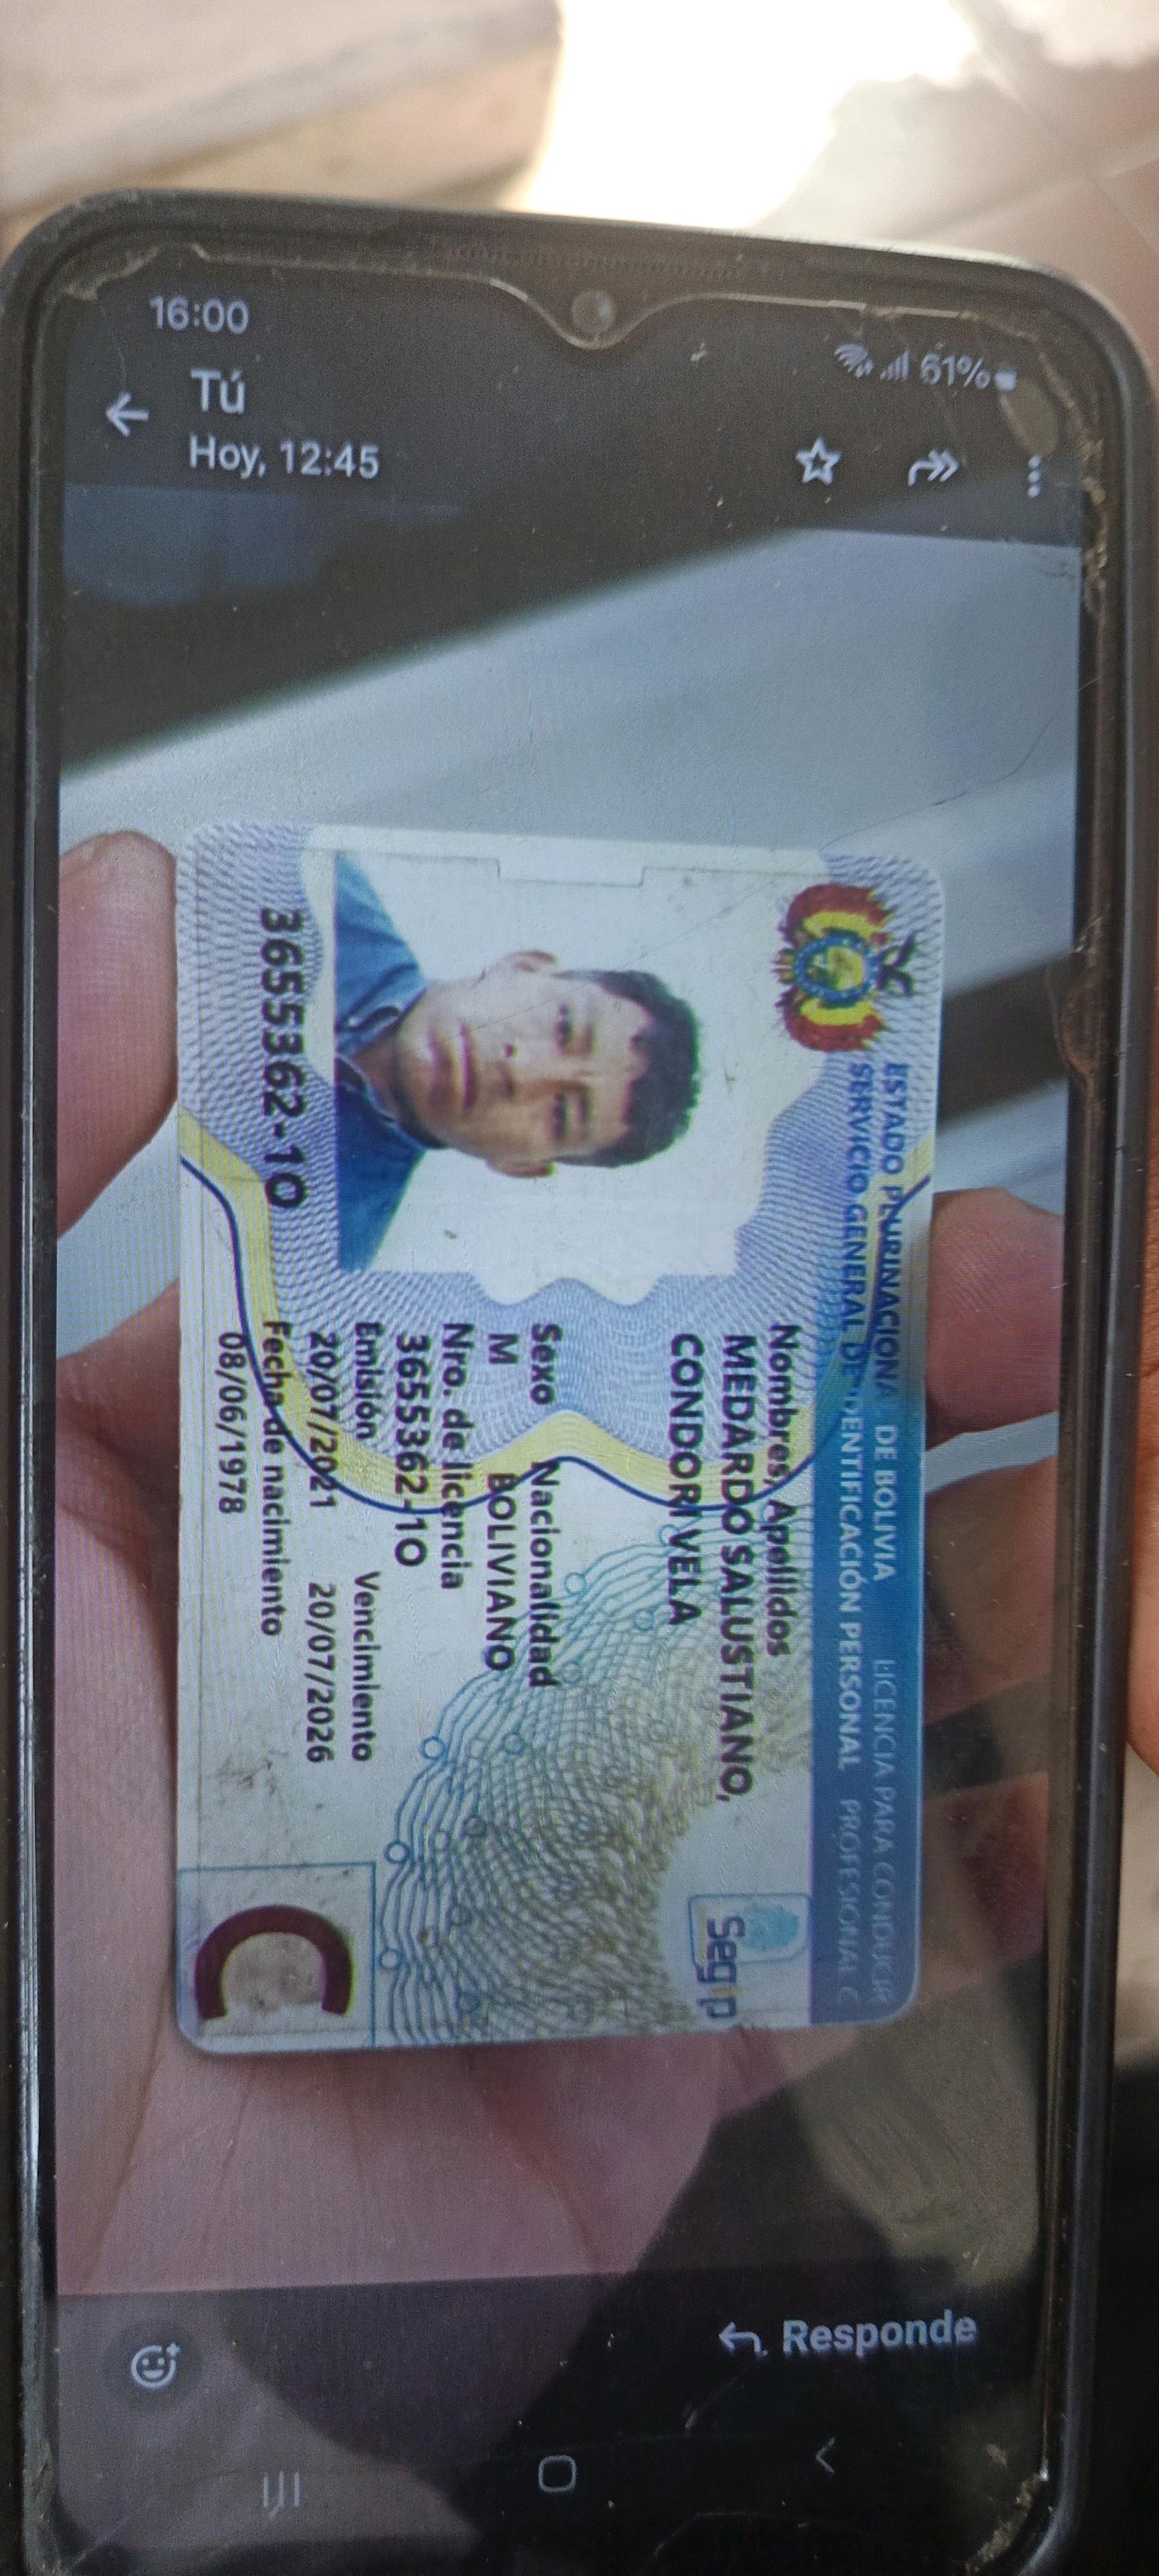 16:00
61%
Tú
Hoy, 12:45
ESTADO PLURINACIONAL DE BOLIVIA LICENCIA PARA CONDUCIR
SERVICIO GENERAL DE IDENTIFICACIÓN PERSONAL PROFESIONAL C
Segip
Nombres, Apellidos
MEDARDO SALUSTIANO,
CONDORI VELA
Sexo Nacionalidad
M BOLIVIANO
Nro. de licencia
3655362-1O
Emisión Vencimiento
20/07/2021 20/07/2026
Fecha de nacimiento
08/06/1978
3655362-1O
C
Responde